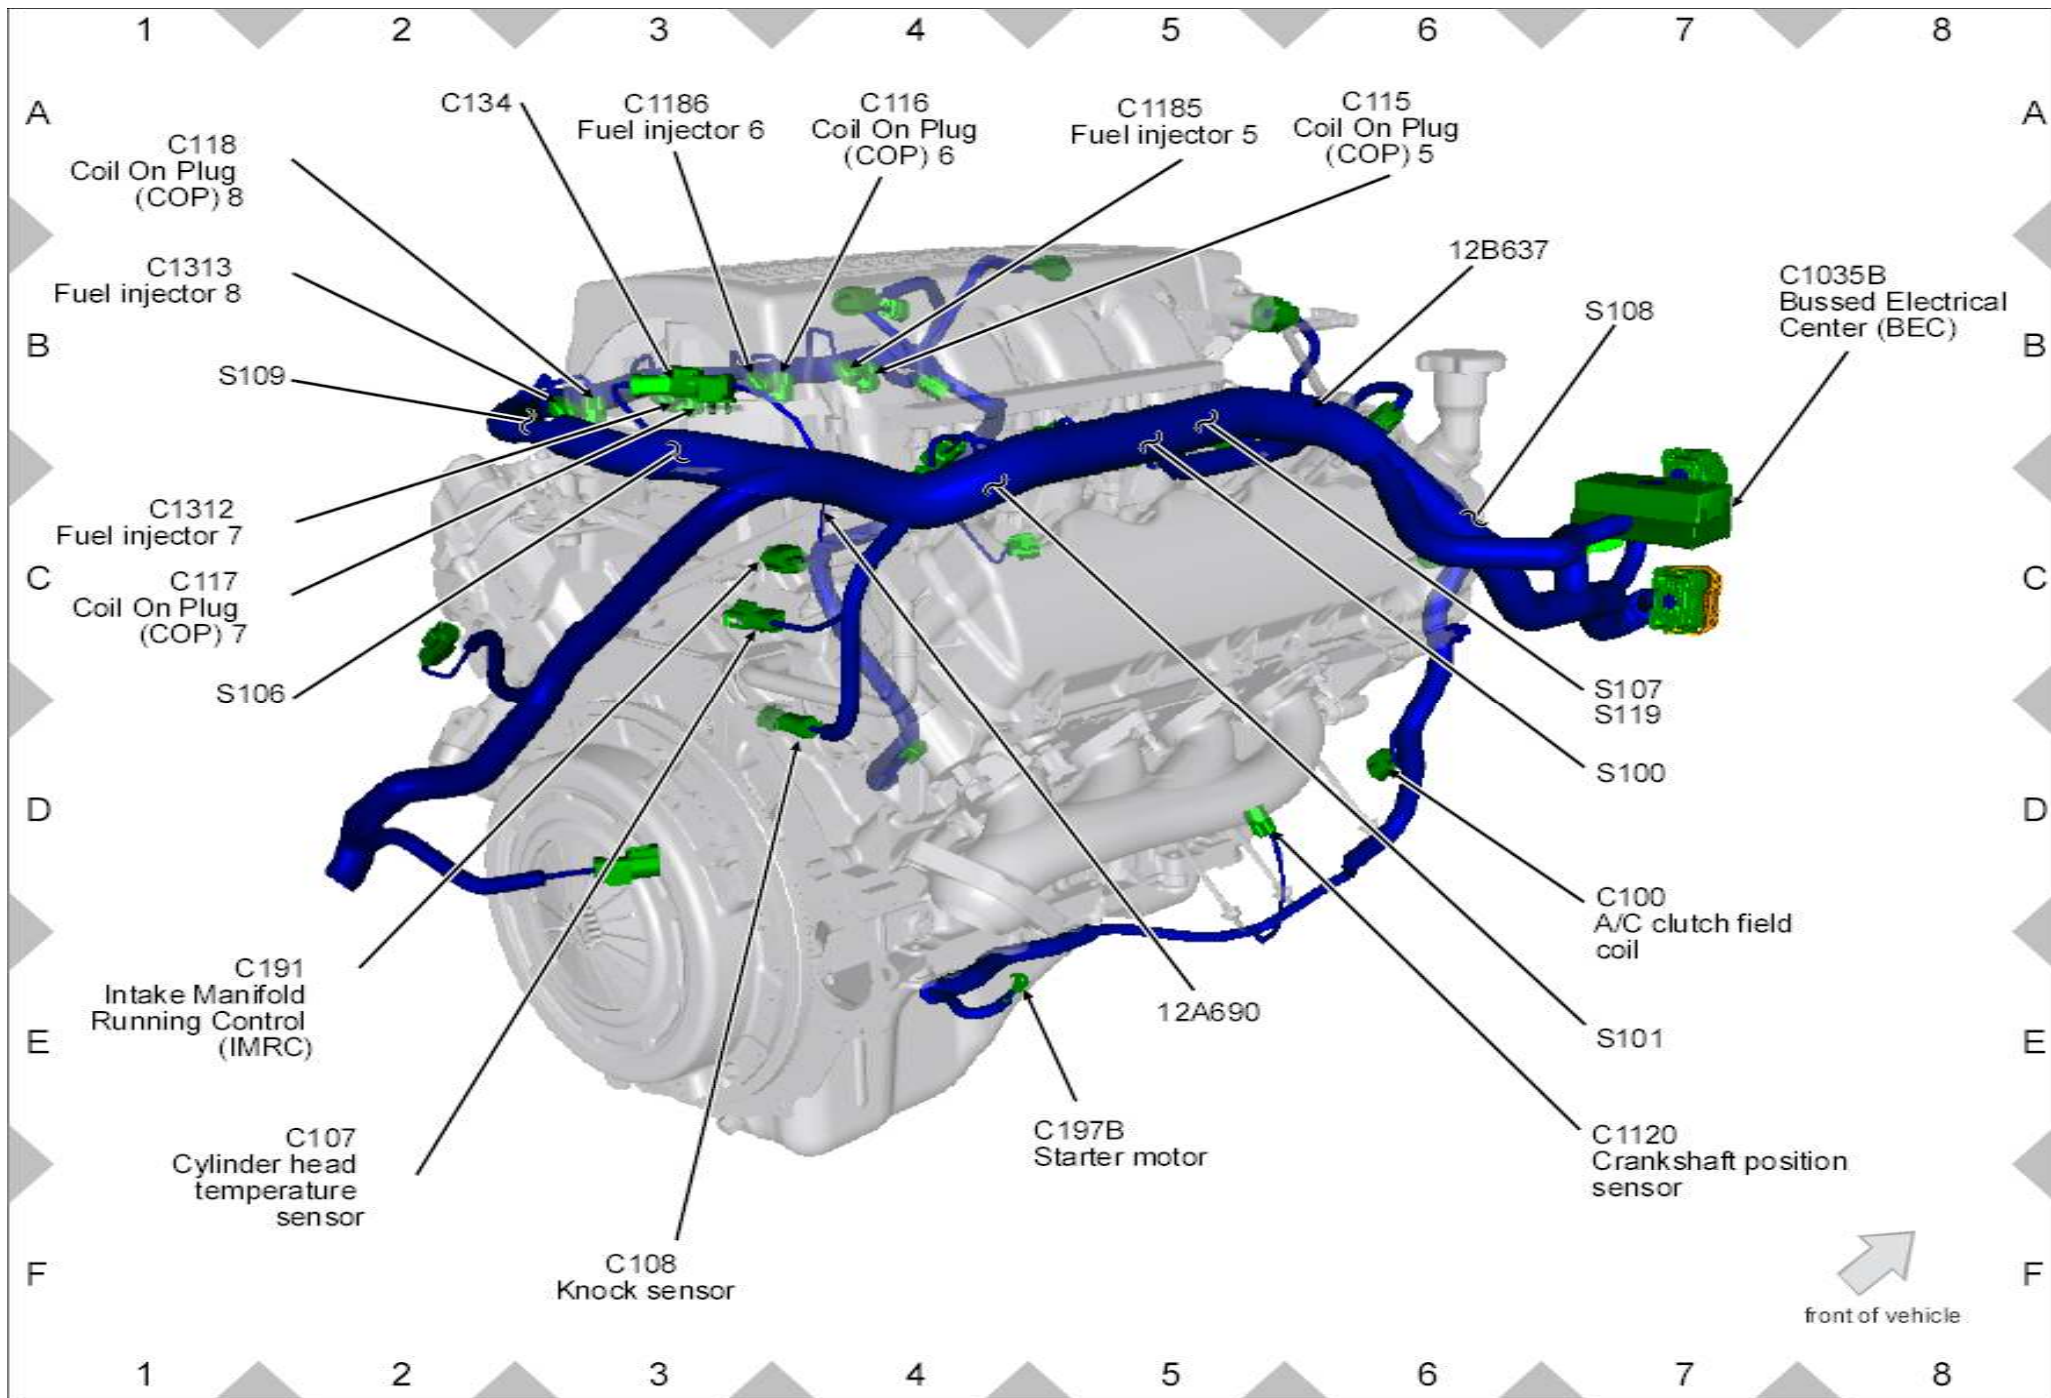 1 2 3 4 5 6 7 8
A
A
C134
C1186
Fuel injector 6
C116
Coil On Plug
(COP) 6
C1185
Fuel injector 5
C115
Coil On Plug
(COP) 5
C118
Coil On Plug
(COP) 8
12B637
C1313
Fuel injector 8
C1035B
Bussed Electrical
Center (BEC)
S108
B
B
S109
C1312
Fuel injector 7
C
C
C117
Coil On Plug
(COP) 7
S106
S107
S119
S100
D
D
C100
A/C clutch field
coil
C191
Intake Manifold
Running Control
(IMRC)
12A690
S101
E
E
C107
Cylinder head
temperature
sensor
C197B
Starter motor
C1120
Crankshaft position
sensor
C108
Knock sensor
F
F
front of vehicle
1 2 3 4 5 6 7 8